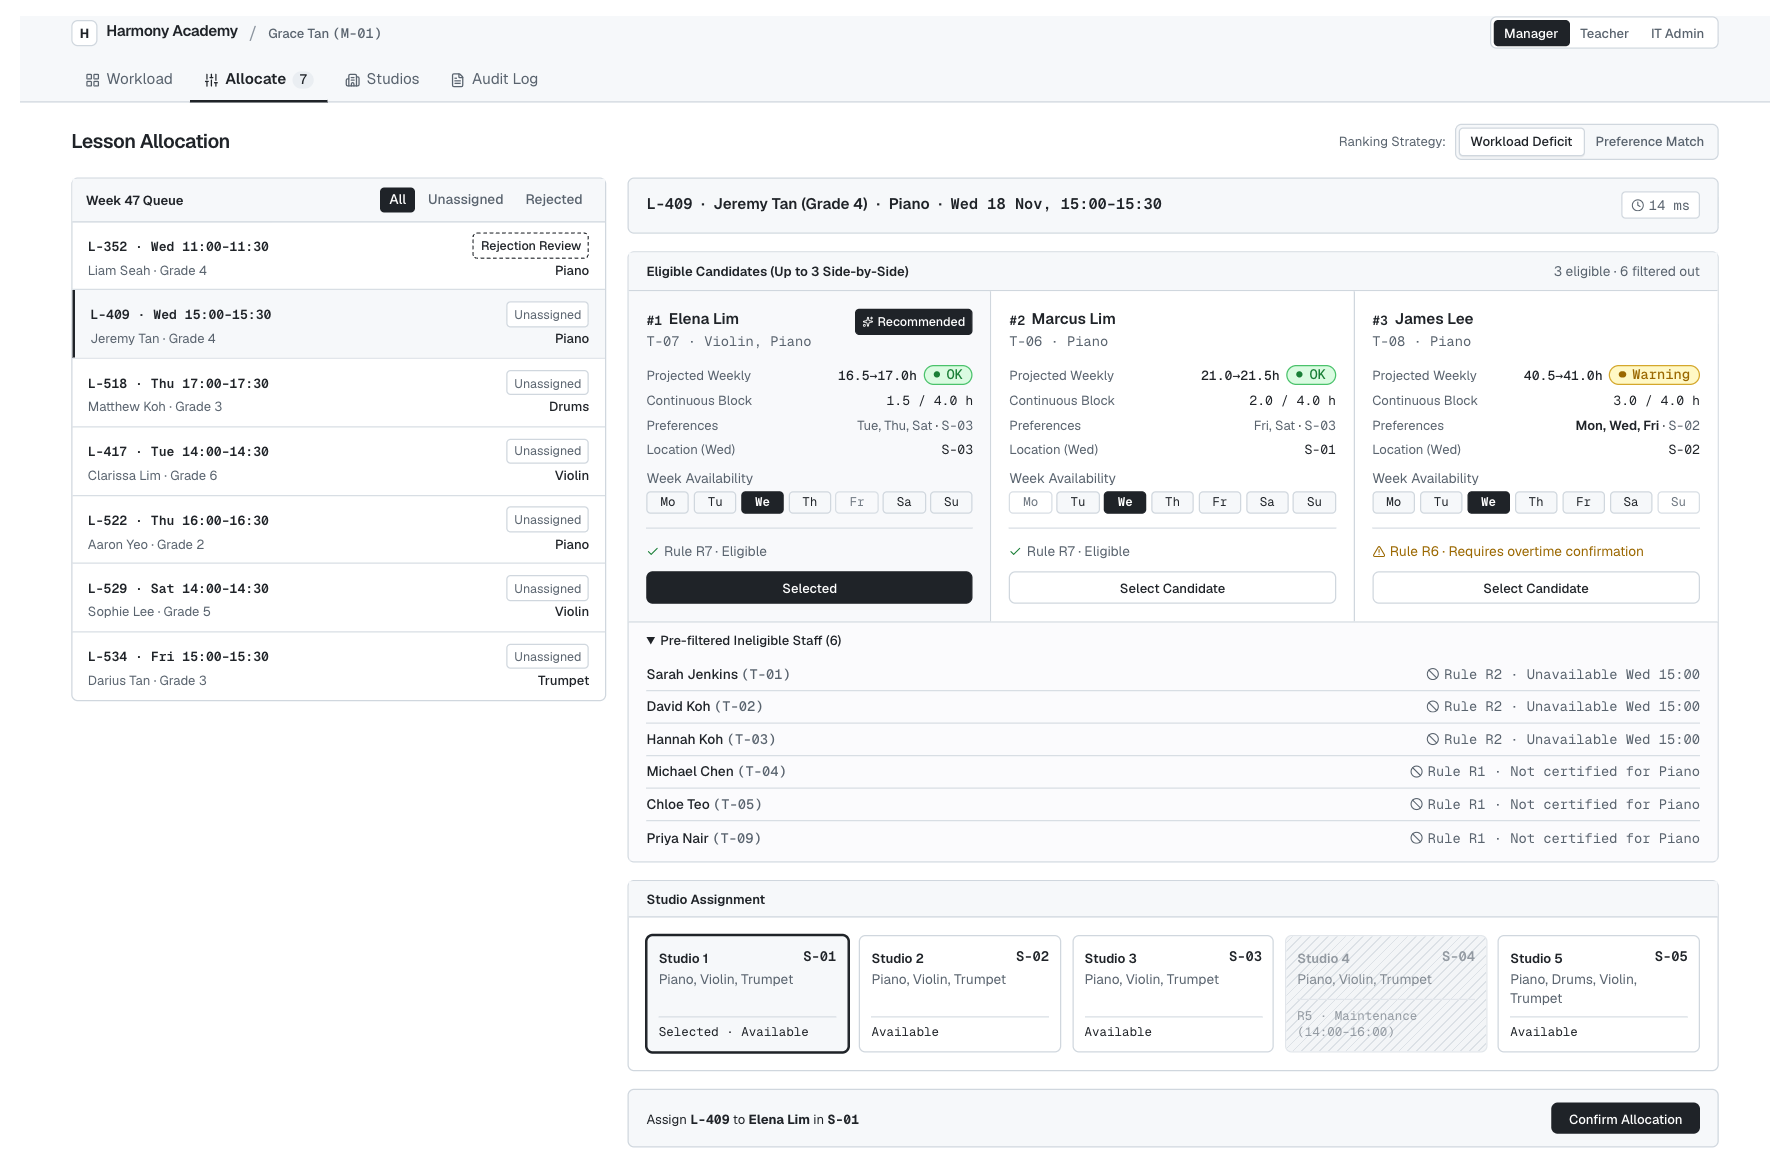 H Harmony Academy / Grace Tan (M-01)
Manager Teacher IT Admin
Workload Allocate 7 Studios Audit Log
Lesson Allocation
Ranking Strategy: Workload Deficit Preference Match
Week 47 Queue All Unassigned Rejected
L-352 · Wed 11:00-11:30 Rejection Review
Liam Seah · Grade 4 Piano
L-409 · Wed 15:00-15:30 Unassigned
Jeremy Tan · Grade 4 Piano
L-518 · Thu 17:00-17:30 Unassigned
Matthew Koh · Grade 3 Drums
L-417 · Tue 14:00-14:30 Unassigned
Clarissa Lim · Grade 6 Violin
L-522 · Thu 16:00-16:30 Unassigned
Aaron Yeo · Grade 2 Piano
L-529 · Sat 14:00-14:30 Unassigned
Sophie Lee · Grade 5 Violin
L-534 · Fri 15:00-15:30 Unassigned
Darius Tan · Grade 3 Trumpet
L-409 · Jeremy Tan (Grade 4) · Piano · Wed 18 Nov, 15:00-15:30 14 ms
Eligible Candidates (Up to 3 Side-by-Side) 3 eligible · 6 filtered out
#1 Elena Lim Recommended
T-07 · Violin, Piano
Projected Weekly 16.5→17.0h OK
Continuous Block 1.5 / 4.0 h
Preferences Tue, Thu, Sat · S-03
Location (Wed) S-03
Week Availability
Mo Tu We Th Fr Sa Su
Rule R7 · Eligible
Selected
#2 Marcus Lim
T-06 · Piano
Projected Weekly 21.0→21.5h OK
Continuous Block 2.0 / 4.0 h
Preferences Fri, Sat · S-03
Location (Wed) S-01
Week Availability
Mo Tu We Th Fr Sa Su
Rule R7 · Eligible
Select Candidate
#3 James Lee
T-08 · Piano
Projected Weekly 40.5→41.0h Warning
Continuous Block 3.0 / 4.0 h
Preferences Mon, Wed, Fri · S-02
Location (Wed) S-02
Week Availability
Mo Tu We Th Fr Sa Su
Rule R6 · Requires overtime confirmation
Select Candidate
▼ Pre-filtered Ineligible Staff (6)
Sarah Jenkins (T-01) Rule R2 · Unavailable Wed 15:00
David Koh (T-02) Rule R2 · Unavailable Wed 15:00
Hannah Koh (T-03) Rule R2 · Unavailable Wed 15:00
Michael Chen (T-04) Rule R1 · Not certified for Piano
Chloe Teo (T-05) Rule R1 · Not certified for Piano
Priya Nair (T-09) Rule R1 · Not certified for Piano
Studio Assignment
Studio 1 S-01
Piano, Violin, Trumpet
Selected · Available
Studio 2 S-02
Piano, Violin, Trumpet
Available
Studio 3 S-03
Piano, Violin, Trumpet
Available
Studio 4 S-04
Piano, Violin, Trumpet
R5 · Maintenance
(14:00-16:00)
Studio 5 S-05
Piano, Drums, Violin,
Trumpet
Available
Assign L-409 to Elena Lim in S-01 Confirm Allocation